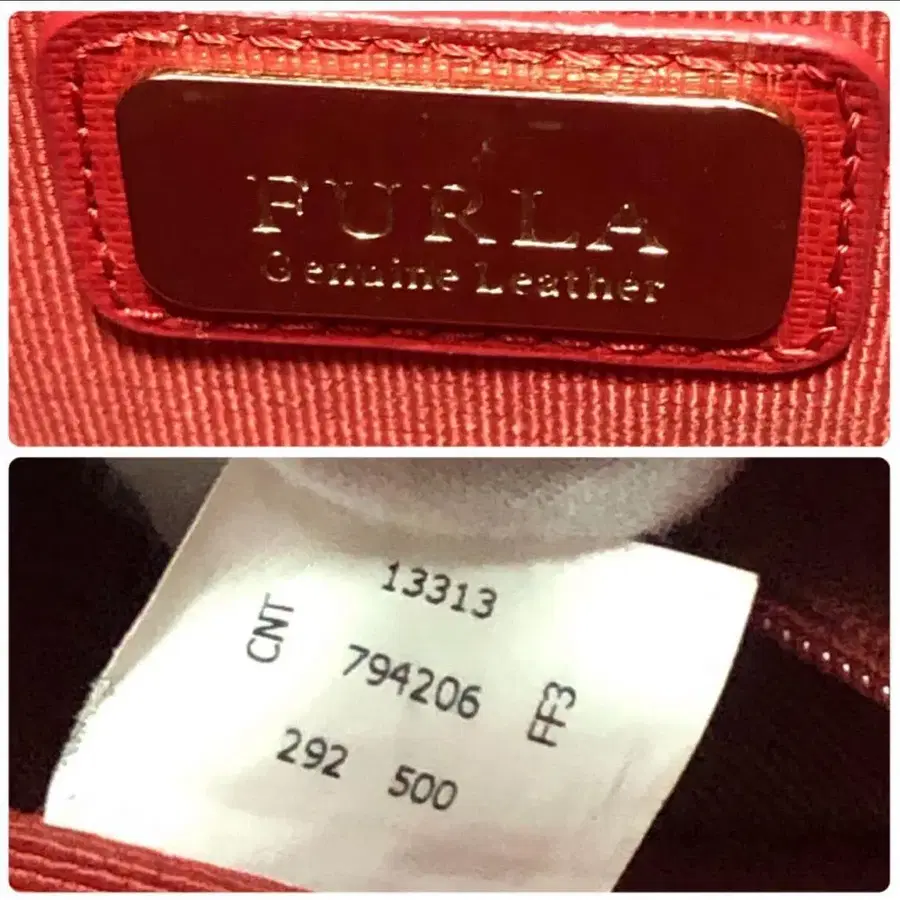 FURLA
Genuine Leather
13313
CNT
794206
FF3
292 500